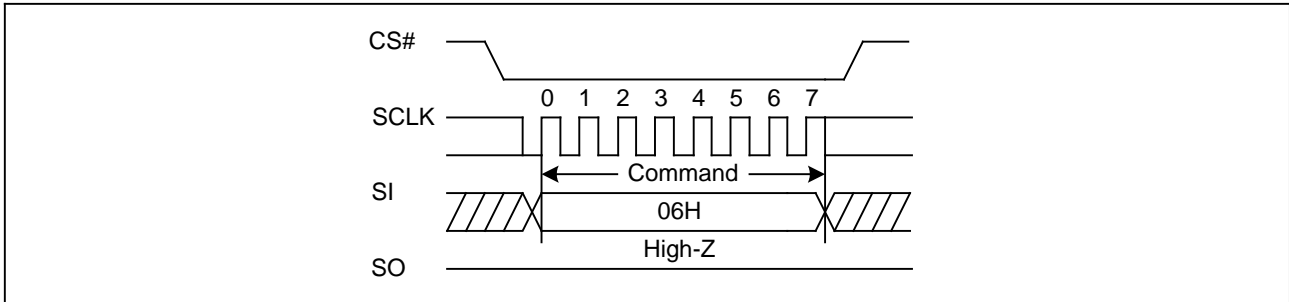 CS#
0 1 2 3 4 5 6 7
SCLK
Command
SI
06H
High-Z
SO